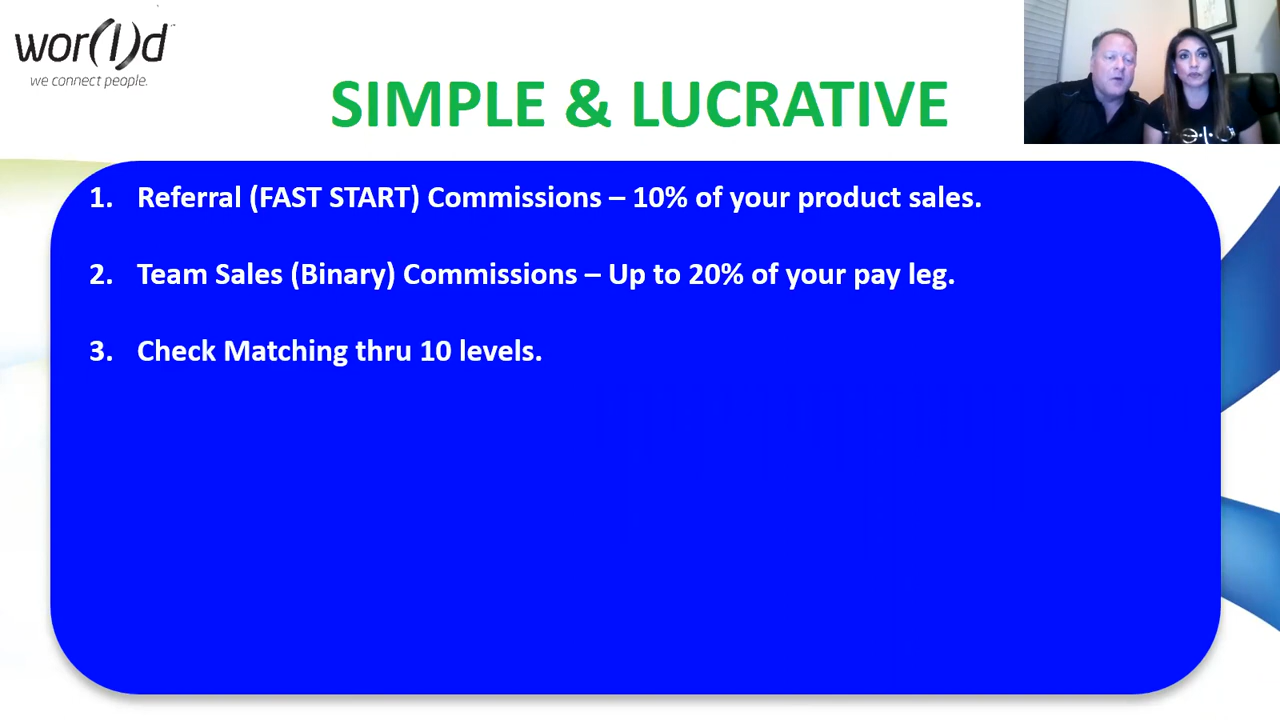 wor(l)d
we connect people.
SIMPLE & LUCRATIVE
1. Referral (FAST START) Commissions – 10% of your product sales.
2. Team Sales (Binary) Commissions – Up to 20% of your pay leg.
3. Check Matching thru 10 levels.